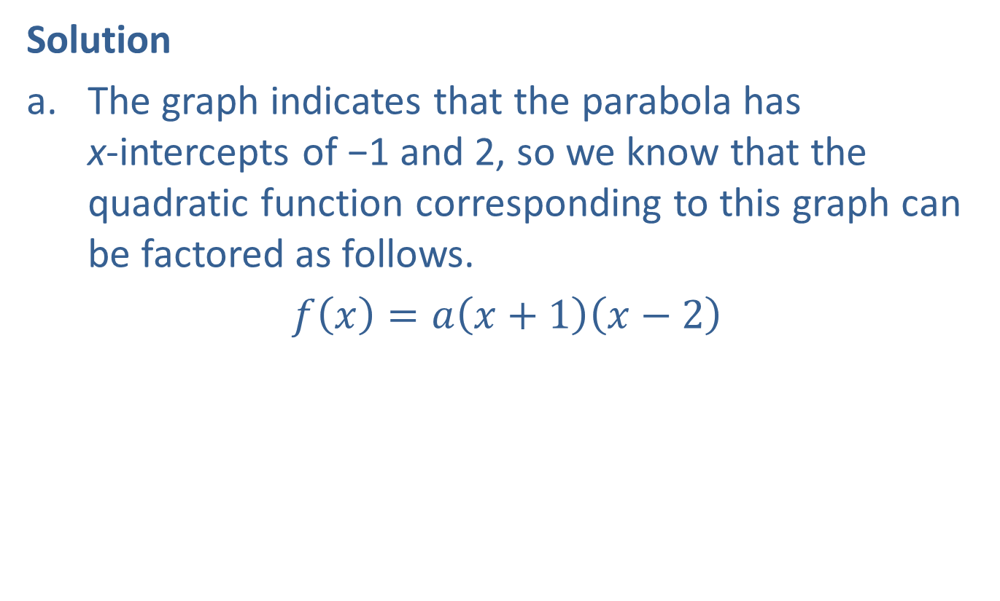 Solution
a. The graph indicates that the parabola has
x-intercepts of −1 and 2, so we know that the
quadratic function corresponding to this graph can
be factored as follows.
f(x) = a(x + 1)(x − 2)